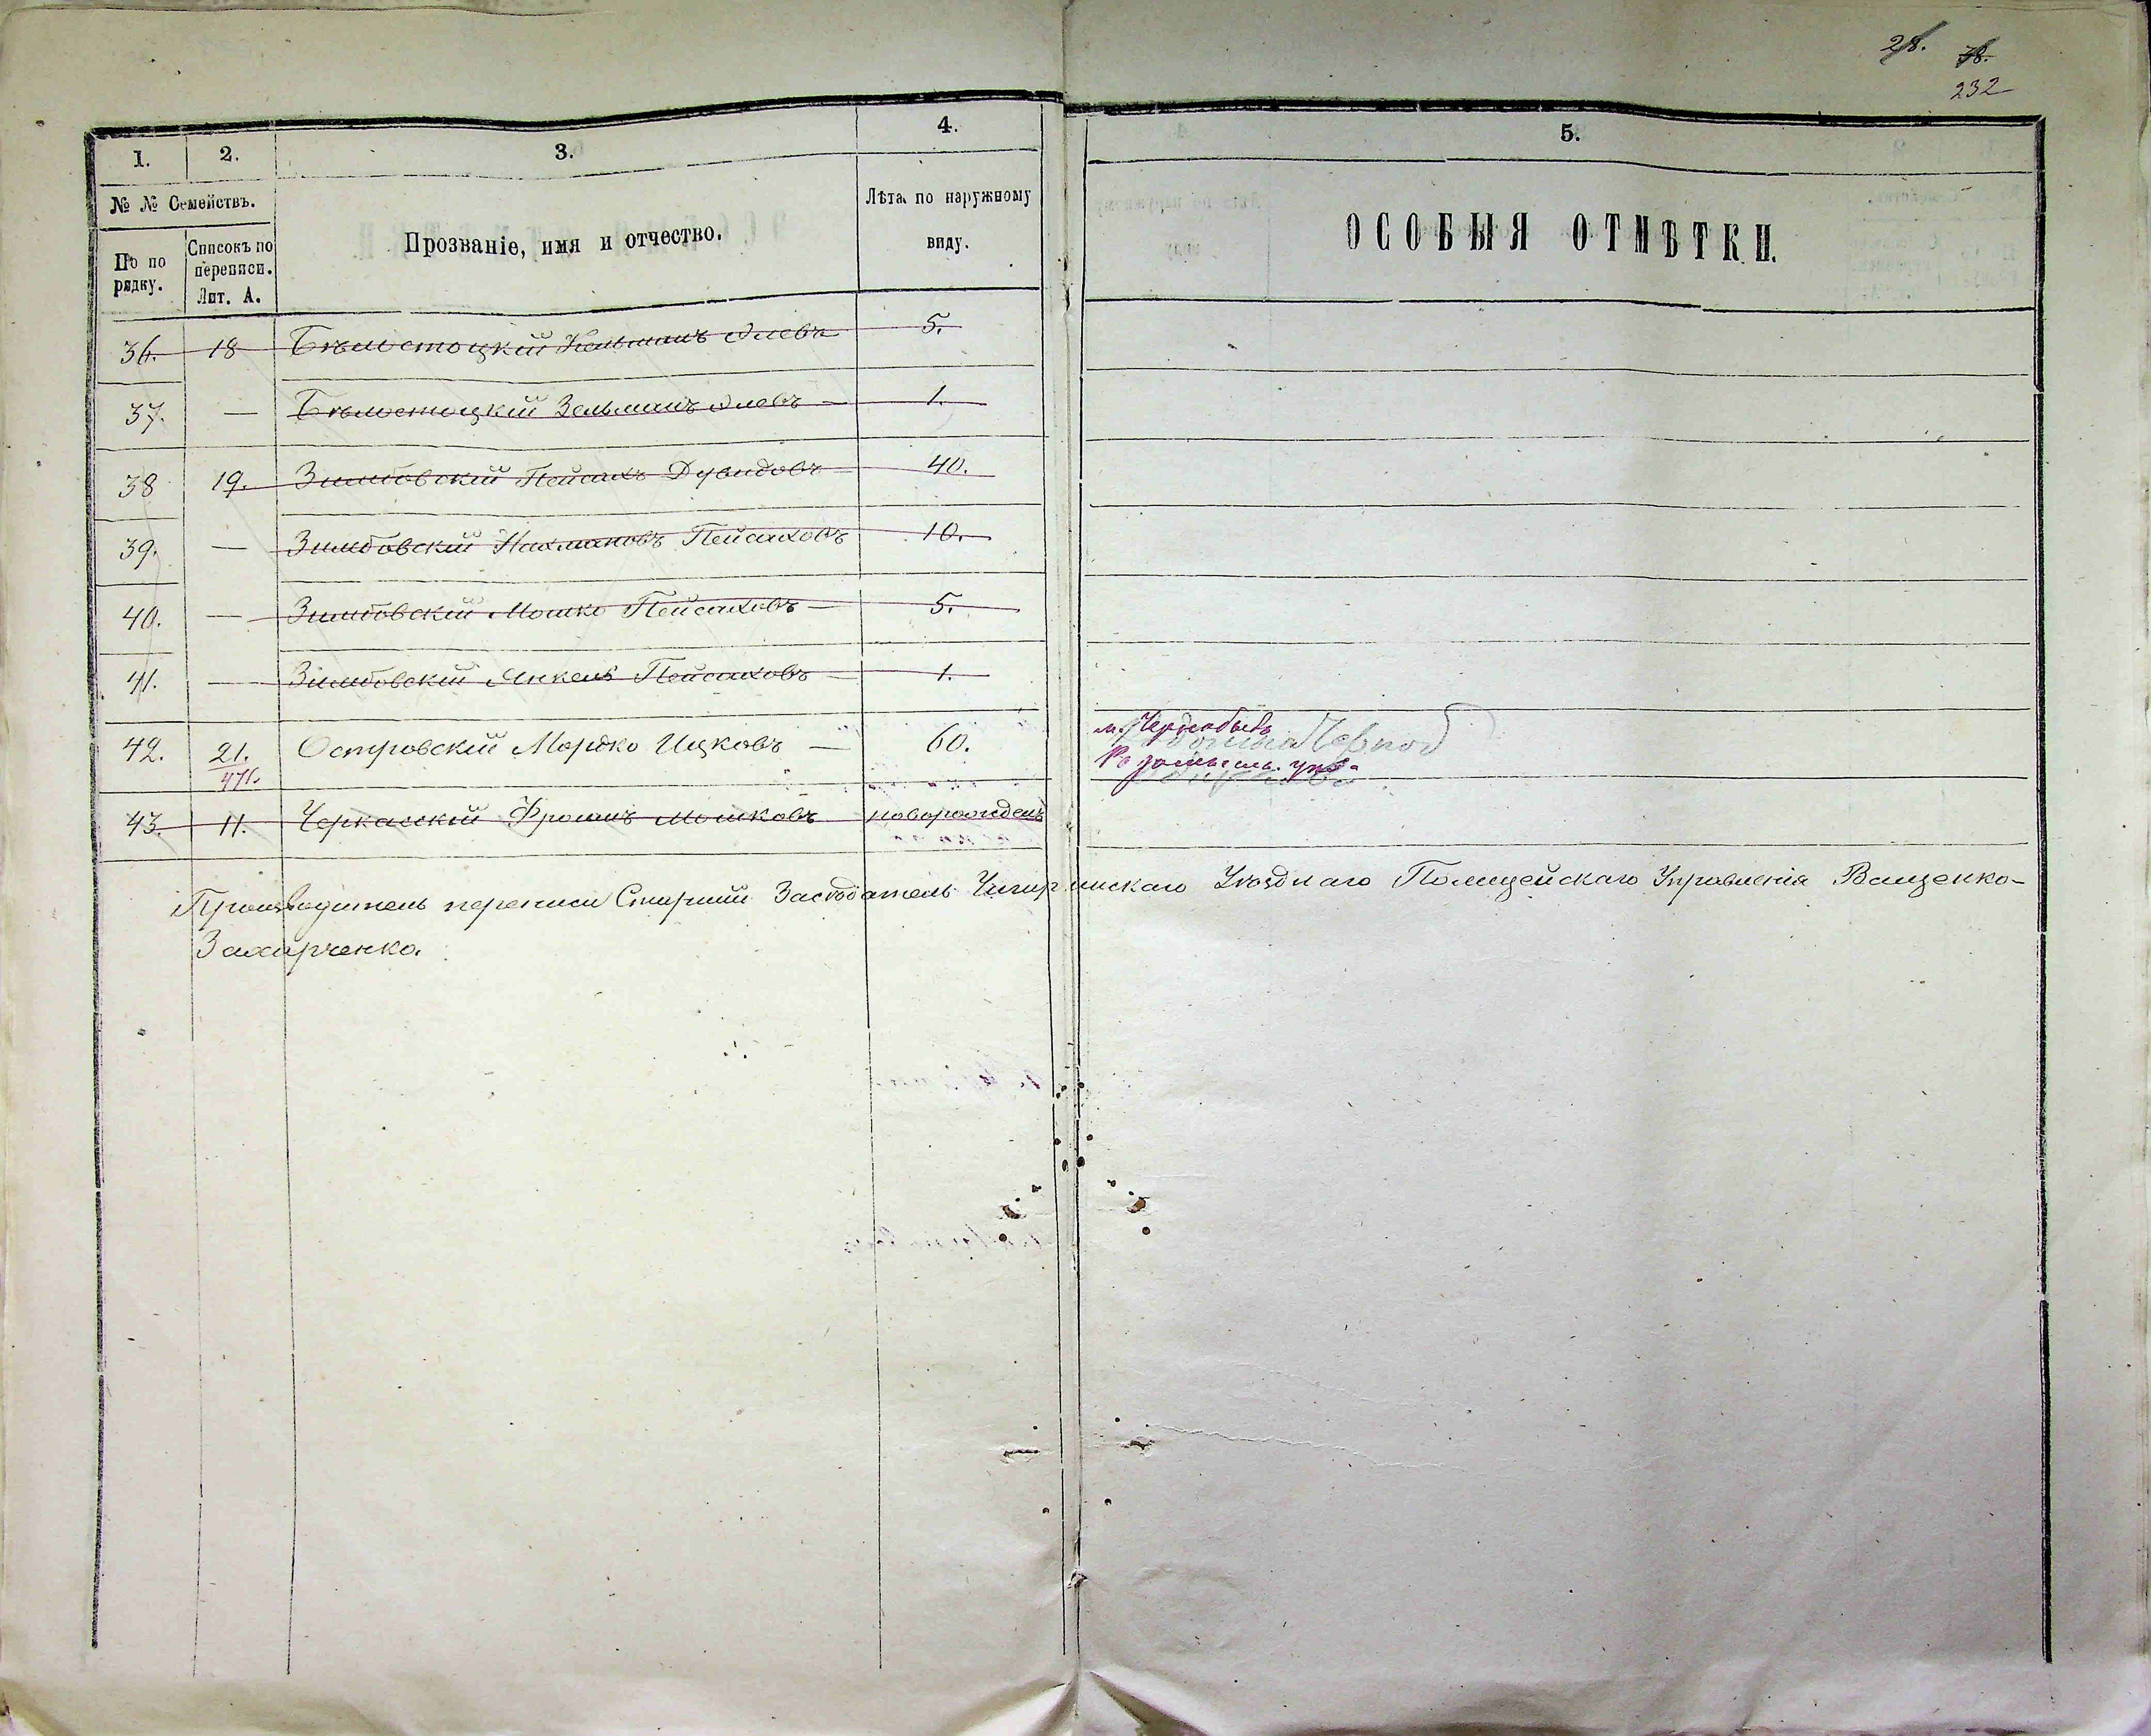 28. 38.
232
1. 2. 3. 4. 5.
№ № Семействъ.
По по рядку.
Списокъ по переписи. Лит. А.
Прозваніе, имя и отчество.
Лѣта по наружному виду.
ОСОБЫЯ ОТМѢТКИ.
36. 18 Бѣлостоцкій Кельманъ Элевъ 5.
37. — Бѣлостоцкій Зельманъ Элевъ — 1.
38 19. Зимбовскій Пейсахъ Дувидовъ 40.
39. — Зимбовскій Нахмановъ Пейсаховъ 10.
40. — Зимбовскій Мошко Пейсаховъ — 5.
41. — Зимбовскій Янкель Пейсаховъ — 1.
42. 21. Островскій Мордко Ицковъ — 60. м. Чернобыль
471.
43. 11. Черкасскій Фроимъ Мошковъ новорожденъ
Производитель переписи Старшій Засѣдатель Чигиринскаго Уѣзднаго Полицейскаго Управленія Ващенко-
Захарченко.